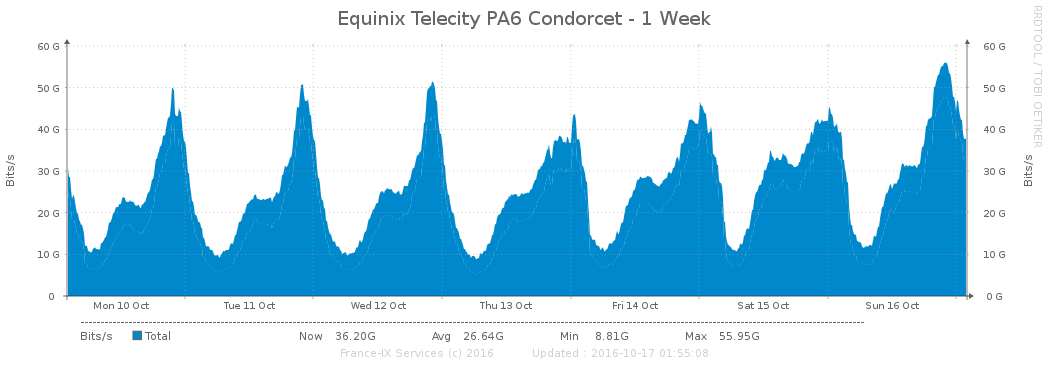 Equinix Telecity PA6 Condorcet - 1 Week
RRDTOOL / TOBI OETIKER
Bits/s
60 G
50 G
40 G
30 G
20 G
10 G
0
60 G
50 G
40 G
30 G
20 G
10 G
0 G
Bits/s
Mon 10 Oct Tue 11 Oct Wed 12 Oct Thu 13 Oct Fri 14 Oct Sat 15 Oct Sun 16 Oct
Bits/s Total Now 36.20G Avg 26.64G Min 8.81G Max 55.95G
France-IX Services (c) 2016 Updated : 2016-10-17 01:55:08